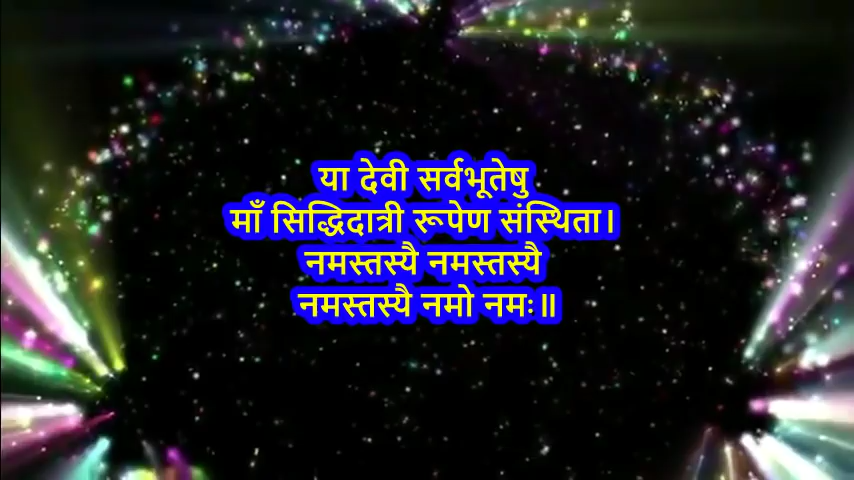 या देवी सर्वभूतेषु
माँ सिद्धिदात्री रूपेण संस्थिता।
नमस्तस्यै नमस्तस्यै
नमस्तस्यै नमो नमः॥